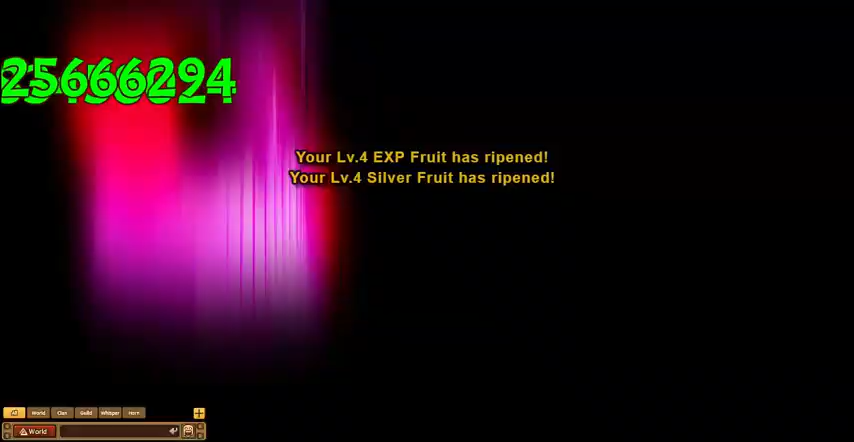 25666294
Your Lv.4 EXP Fruit has ripened!
Your Lv.4 Silver Fruit has ripened!
World Clan Guild Whisper
World